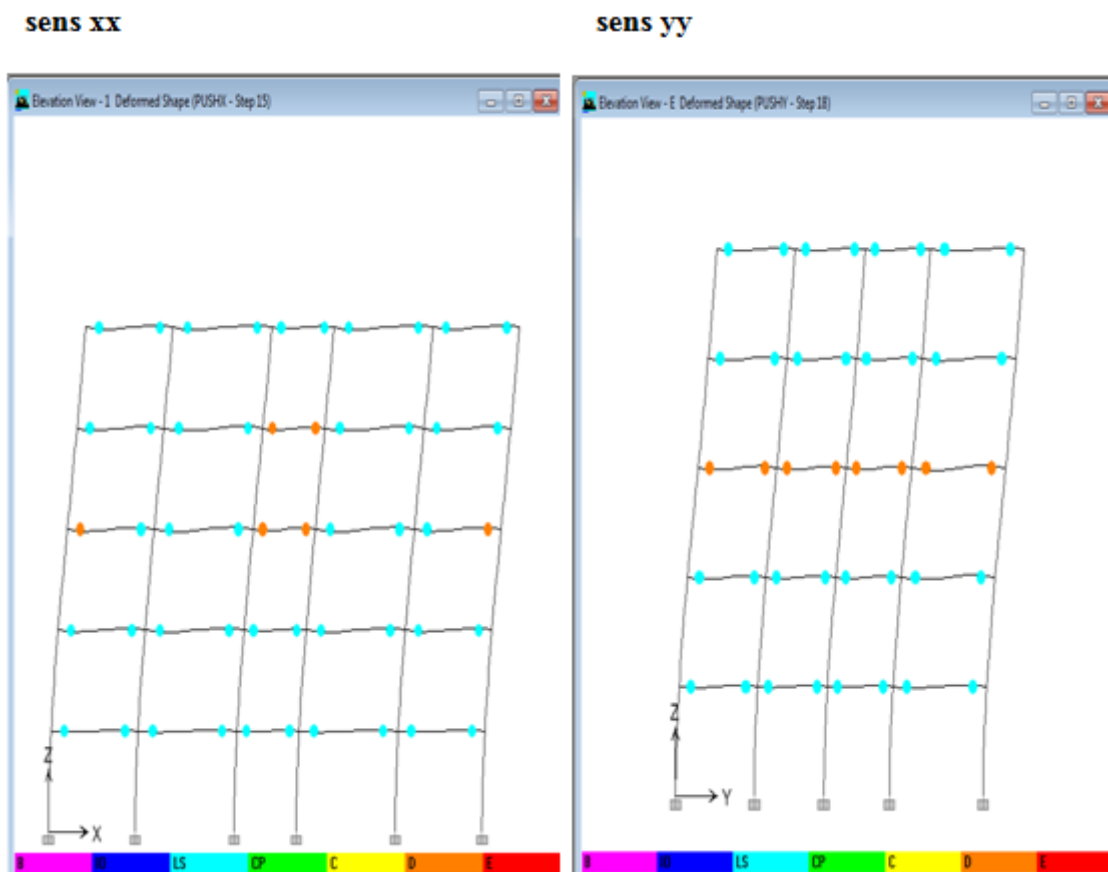 sens xx
sens yy
Elevation View - 1 Deformed Shape (PUSHX - Step 15)
Elevation View - E Deformed Shape (PUSHY - Step 18)
Z
X
Z
Y
B IO LS CP C D E
B IO LS CP C D E